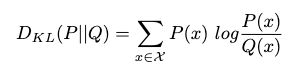 $D_{KL}(P||Q) = \sum_{x \in \mathcal{X}} P(x) \ log \frac{P(x)}{Q(x)}$